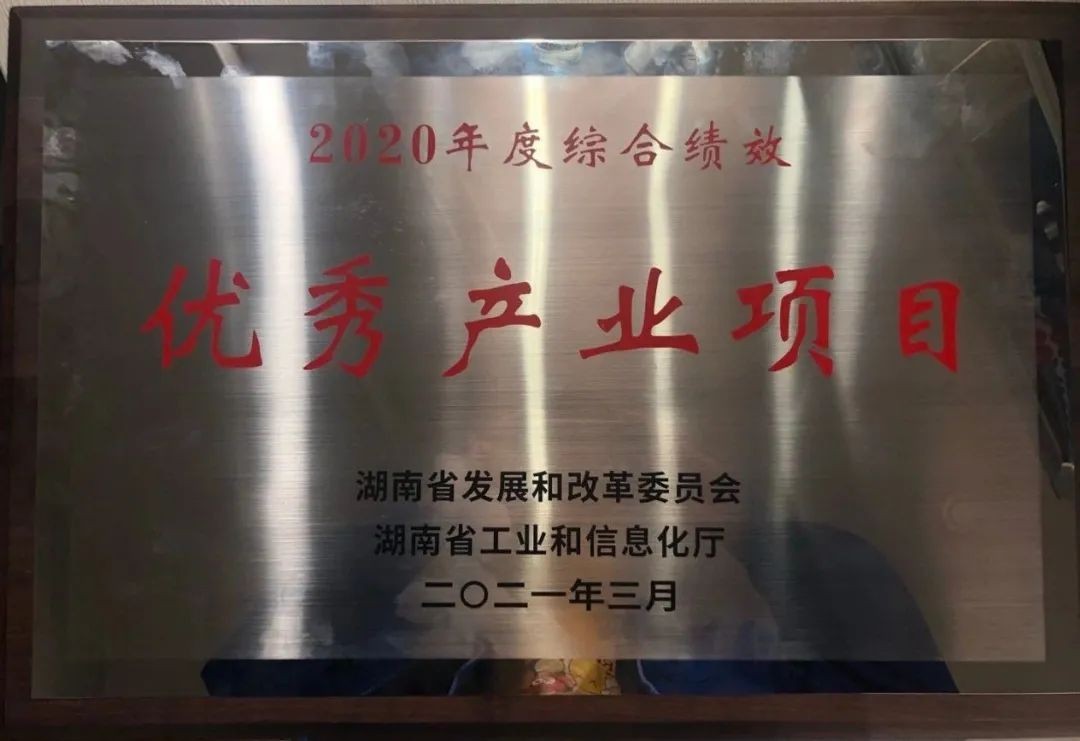 2020年度综合绩效
优秀产业项目
湖南省发展和改革委员会
湖南省工业和信息化厅
二〇二一年三月